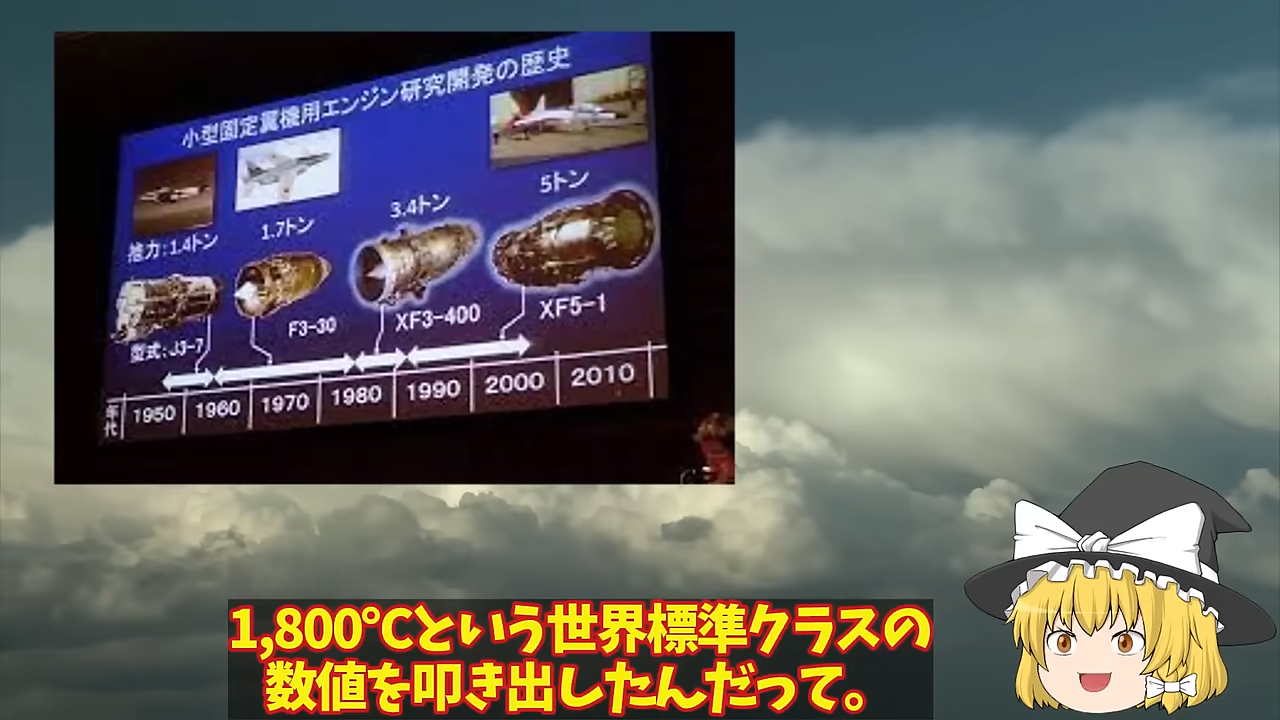 小型固定翼機用エンジン研究開発の歴史
5トン
3.4トン
1.7トン
推力:1.4トン
XF5-1
XF3-400
F3-30
型式:J3-7
年代 1950 1960 1970 1980 1990 2000 2010
1,800℃という世界標準クラスの
数値を叩き出したんだって。